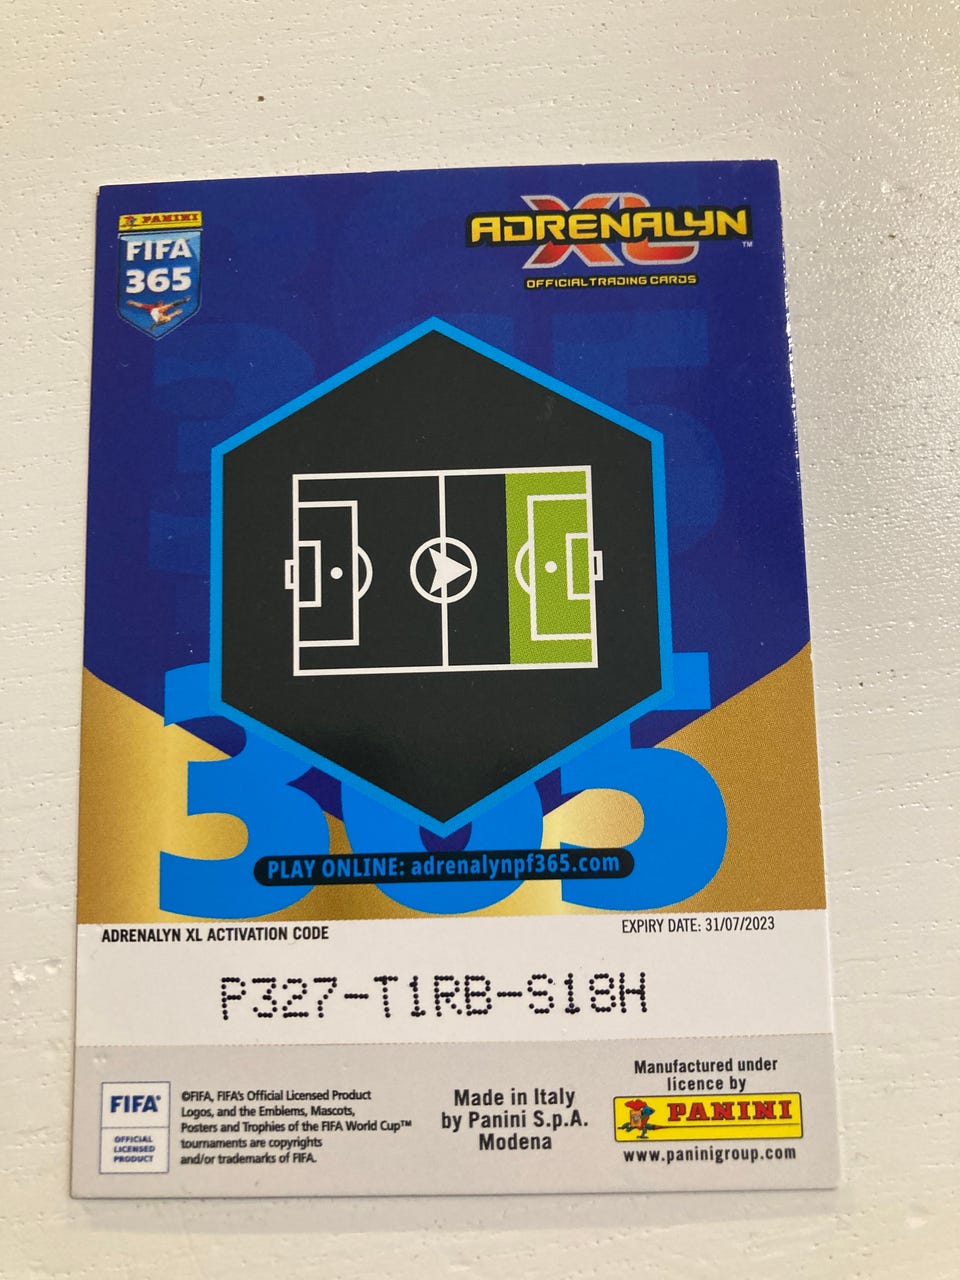 PANINI
FIFA
365
ADRENALYN
XL
™
OFFICIAL TRADING CARDS
365
PLAY ONLINE: adrenalynpf365.com
ADRENALYN XL ACTIVATION CODE
EXPIRY DATE: 31/07/2023
P327-T1RB-S18H
FIFA®
OFFICIAL
LICENSED
PRODUCT
©FIFA, FIFA's Official Licensed Product
Logos, and the Emblems, Mascots,
Posters and Trophies of the FIFA World Cup™
tournaments are copyrights
and/or trademarks of FIFA.
Made in Italy
by Panini S.p.A.
Modena
Manufactured under
licence by
PANINI
www.paninigroup.com